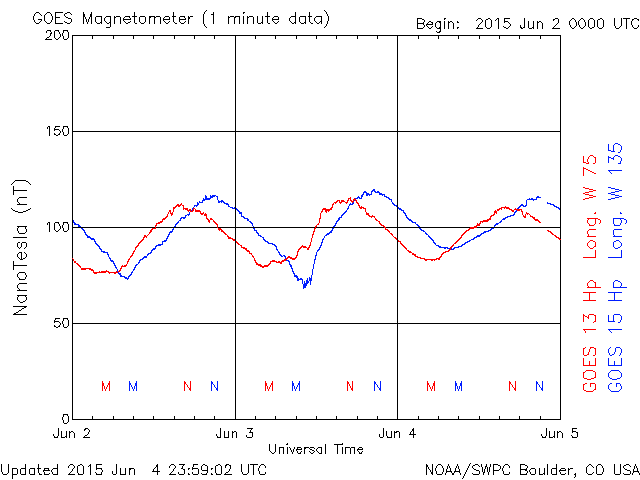 GOES Magnetometer (1 minute data)
Begin: 2015 Jun 2 0000 UTC
200
150
100
50
0
NanoTesla (nT)
M M N N M M N N M M N N
Jun 2 Jun 3 Jun 4 Jun 5
Universal Time
GOES 13 Hp Long. W 75
GOES 15 Hp Long. W 135
Updated 2015 Jun 4 23:59:02 UTC
NOAA/SWPC Boulder, CO USA